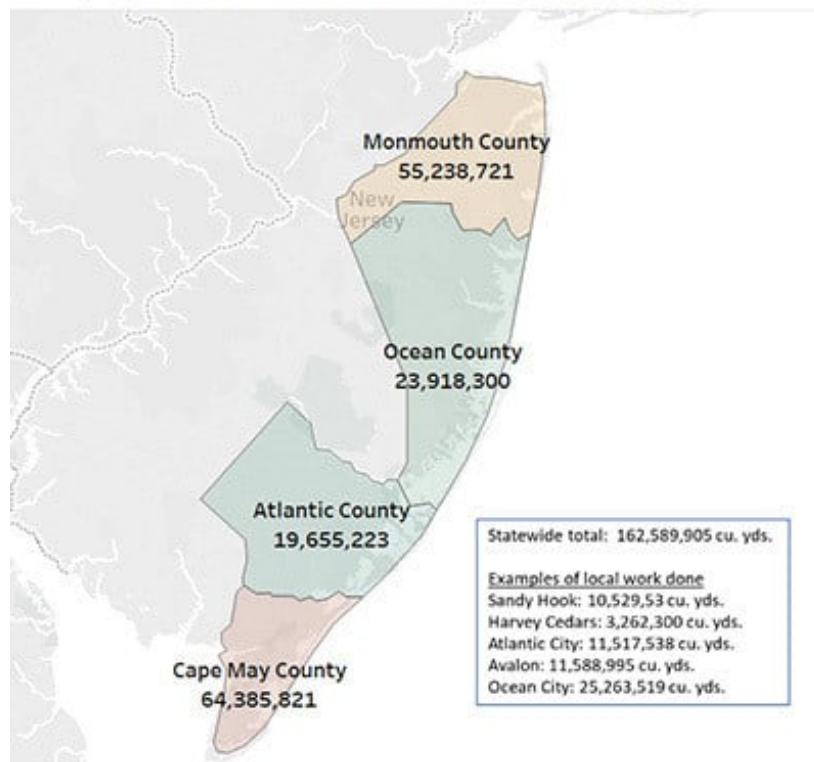 Monmouth County
55,238,721
New
Jersey
Ocean County
23,918,300
Atlantic County
19,655,223
Cape May County
64,385,821
Statewide total: 162,589,905 cu. yds.
Examples of local work done
Sandy Hook: 10,529,53 cu. yds.
Harvey Cedars: 3,262,300 cu. yds.
Atlantic City: 11,517,538 cu. yds.
Avalon: 11,588,995 cu. yds.
Ocean City: 25,263,519 cu. yds.